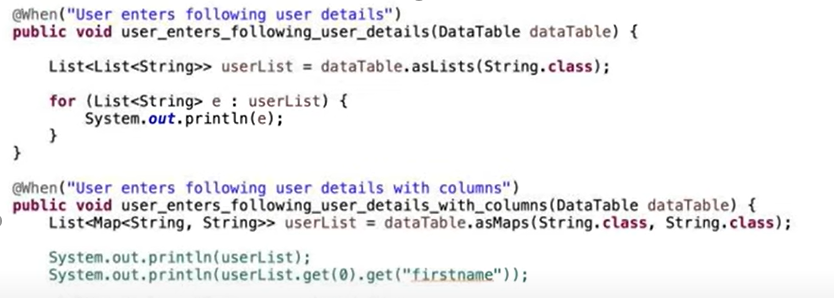 @When("User enters following user details")
public void user_enters_following_user_details(DataTable dataTable) {
List<List<String>> userList = dataTable.asLists(String.class);
for (List<String> e : userList) {
System.out.println(e);
}
}
@When("User enters following user details with columns")
public void user_enters_following_user_details_with_columns(DataTable dataTable) {
List<Map<String, String>> userList = dataTable.asMaps(String.class, String.class);
System.out.println(userList);
System.out.println(userList.get(0).get("firstname"));